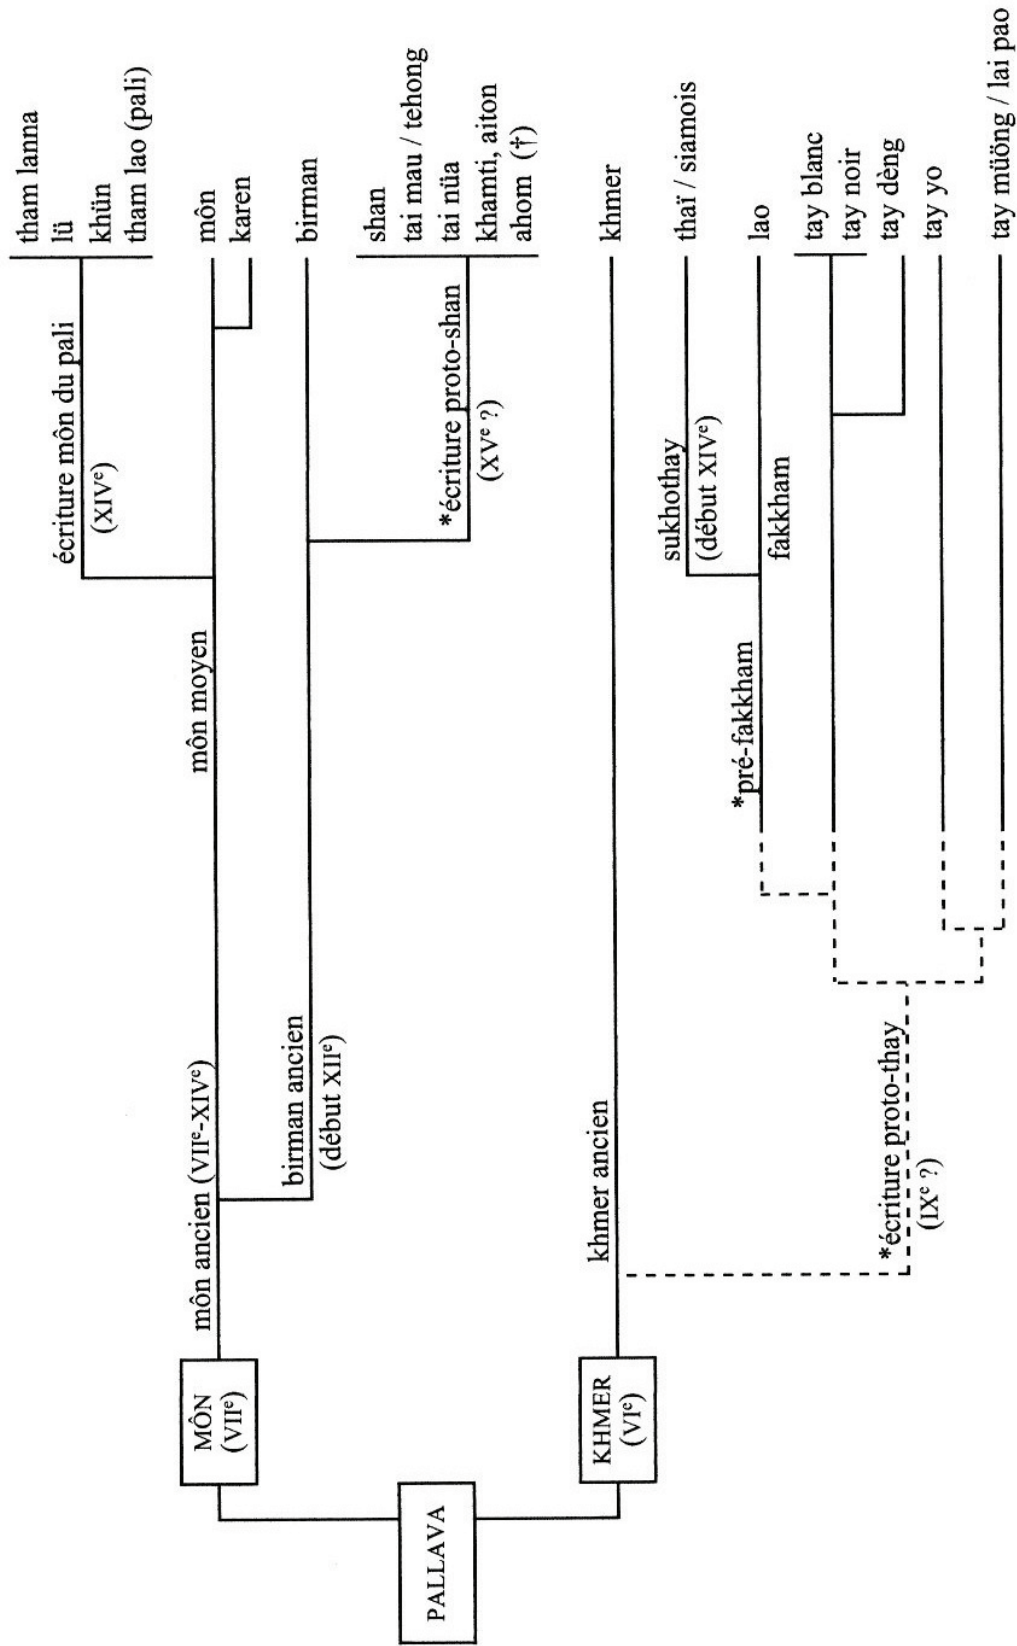 PALLAVA
MÔN
(VIIᵉ)
môn ancien (VIIᵉ-XIVᵉ)
môn moyen
écriture môn du pali
(XIVᵉ)
tham lanna
lü
khün
tham lao (pali)
môn
karen
birman ancien
(début XIIᵉ)
birman
*écriture proto-shan
(XVᵉ ?)
shan
tai mau / tehong
tai nüa
khamti, aiton
ahom (†)
KHMER
(VIᵉ)
khmer ancien
khmer
*écriture proto-thay
(IXᵉ ?)
*pré-fakkham
sukhothay
(début XIVᵉ)
fakkham
thaï / siamois
lao
tay blanc
tay noir
tay dèng
tay yo
tay müöng / lai pao